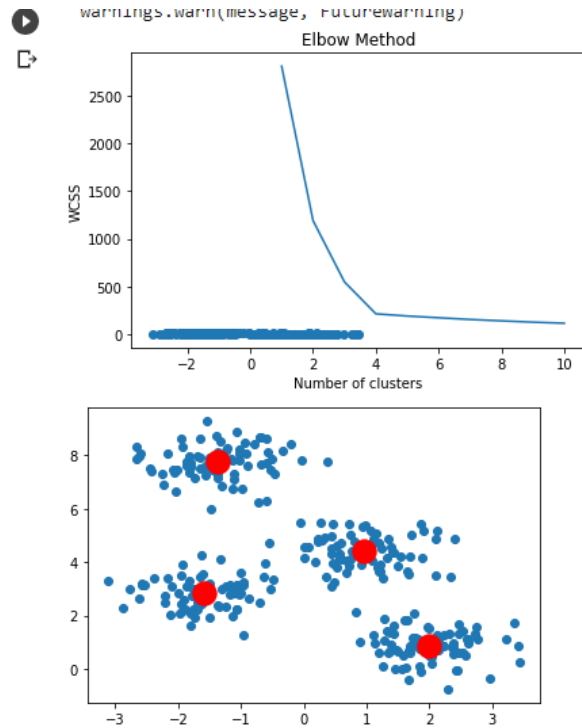 warnings.warn(message, FutureWarning)
Elbow Method
2500
2000
1500
1000
500
0
WCSS
−2 0 2 4 6 8 10
Number of clusters
8
6
4
2
0
−3 −2 −1 0 1 2 3